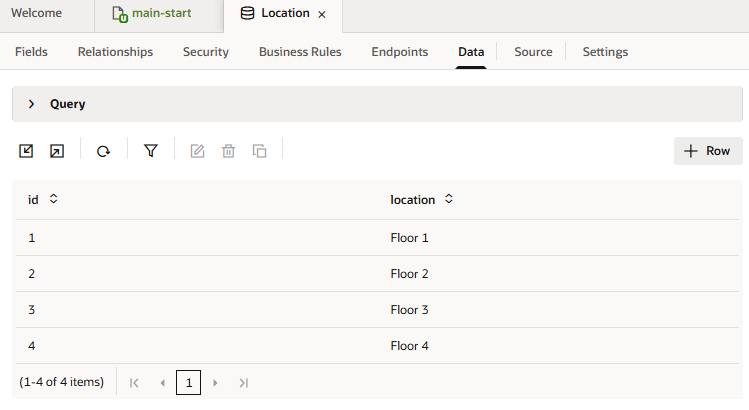 Welcome main-start Location
Fields Relationships Security Business Rules Endpoints Data Source Settings
Query
Row
id location
1 Floor 1
2 Floor 2
3 Floor 3
4 Floor 4
(1-4 of 4 items) 1